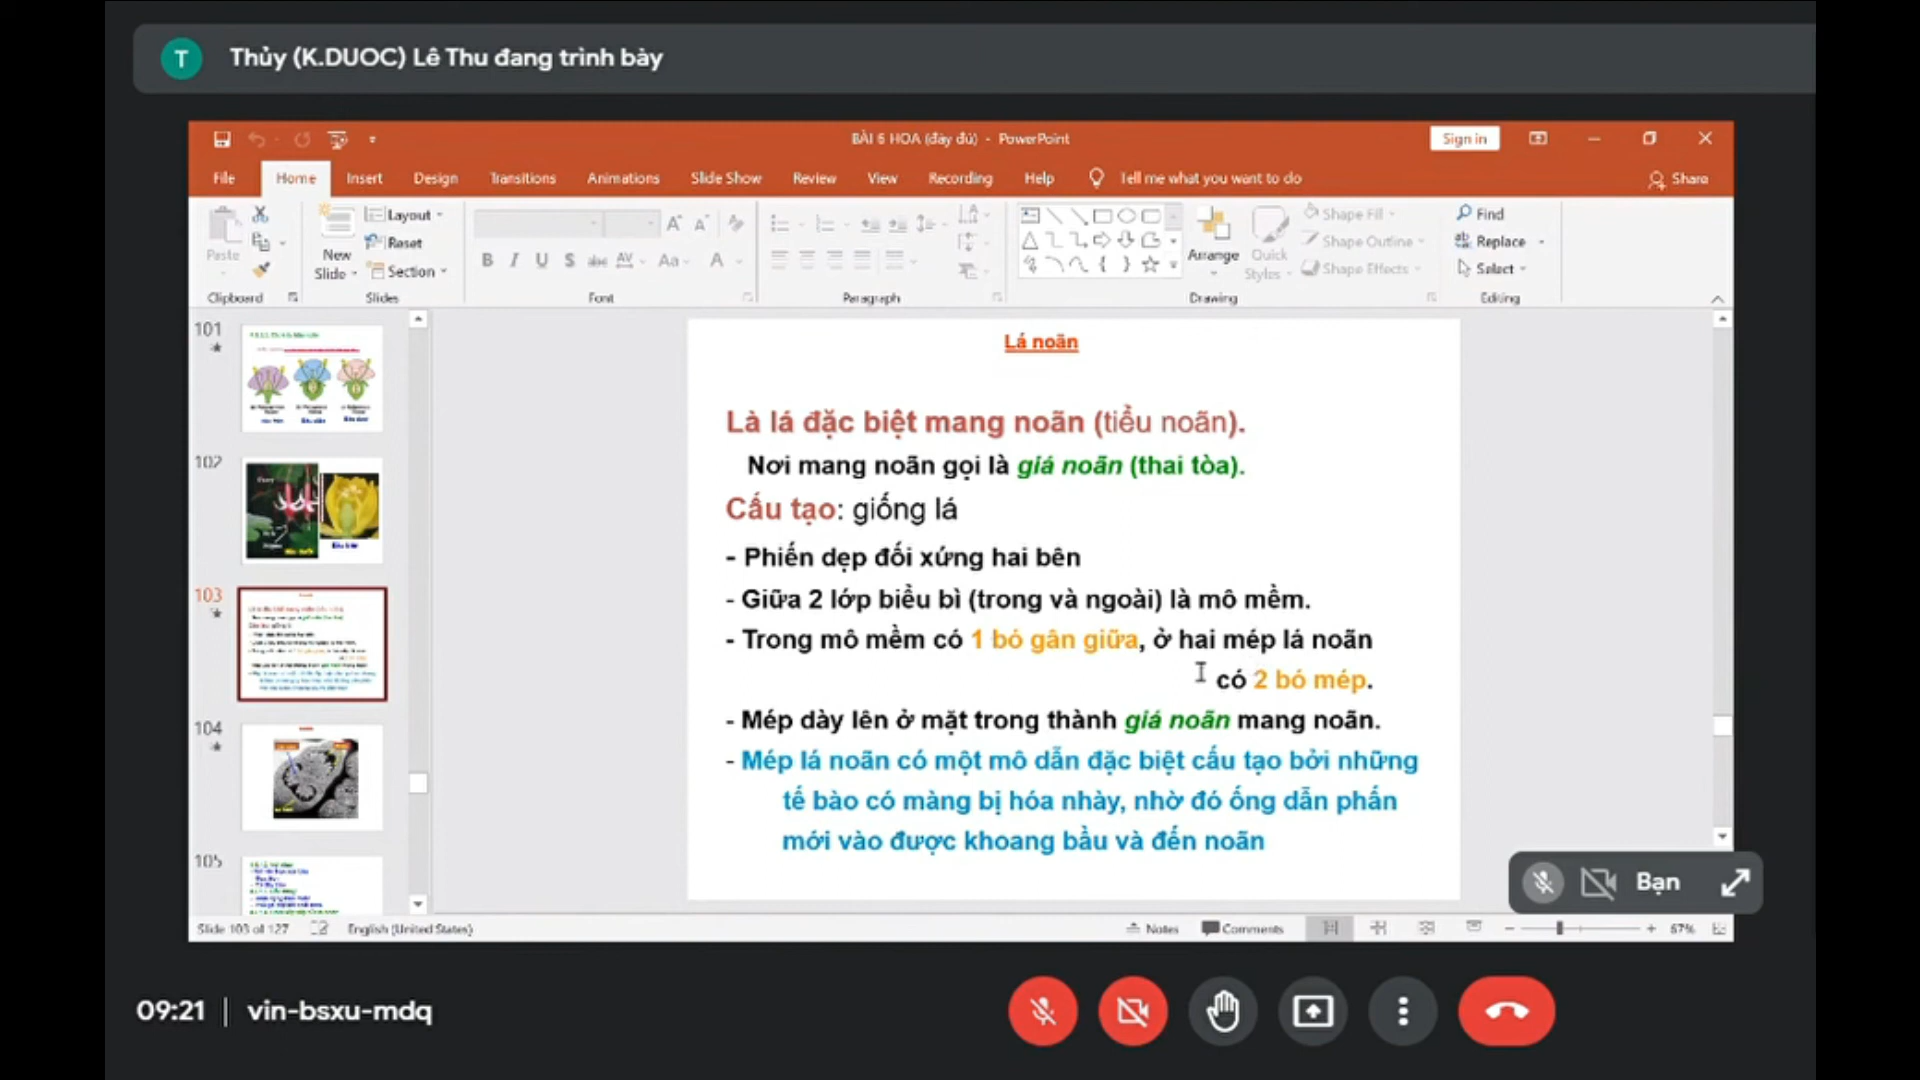 T
Thủy (K.DUOC) Lê Thu đang trình bày
BÀI 6 HOA (đầy đủ) - PowerPoint
Sign in
File Home Insert Design Transitions Animations Slide Show Review View Recording Help Tell me what you want to do Share
Paste
New Slide
Layout
Reset
Section
B I U S abc AV Aa A
Arrange
Quick Styles
Shape Fill
Shape Outline
Shape Effects
Find
Replace
Select
Clipboard Slides Font Paragraph Drawing Editing
101
102
103
104
105
Lá noãn
Là lá đặc biệt mang noãn (tiểu noãn).
Nơi mang noãn gọi là giá noãn (thai tòa).
Cấu tạo: giống lá
- Phiến dẹp đối xứng hai bên
- Giữa 2 lớp biểu bì (trong và ngoài) là mô mềm.
- Trong mô mềm có 1 bó gân giữa, ở hai mép lá noãn
có 2 bó mép.
- Mép dày lên ở mặt trong thành giá noãn mang noãn.
- Mép lá noãn có một mô dẫn đặc biệt cấu tạo bởi những
tế bào có màng bị hóa nhày, nhờ đó ống dẫn phấn
mới vào được khoang bầu và đến noãn
Bạn
Slide 103 of 127 English (United States) Notes Comments 67%
09:21 | vin-bsxu-mdq